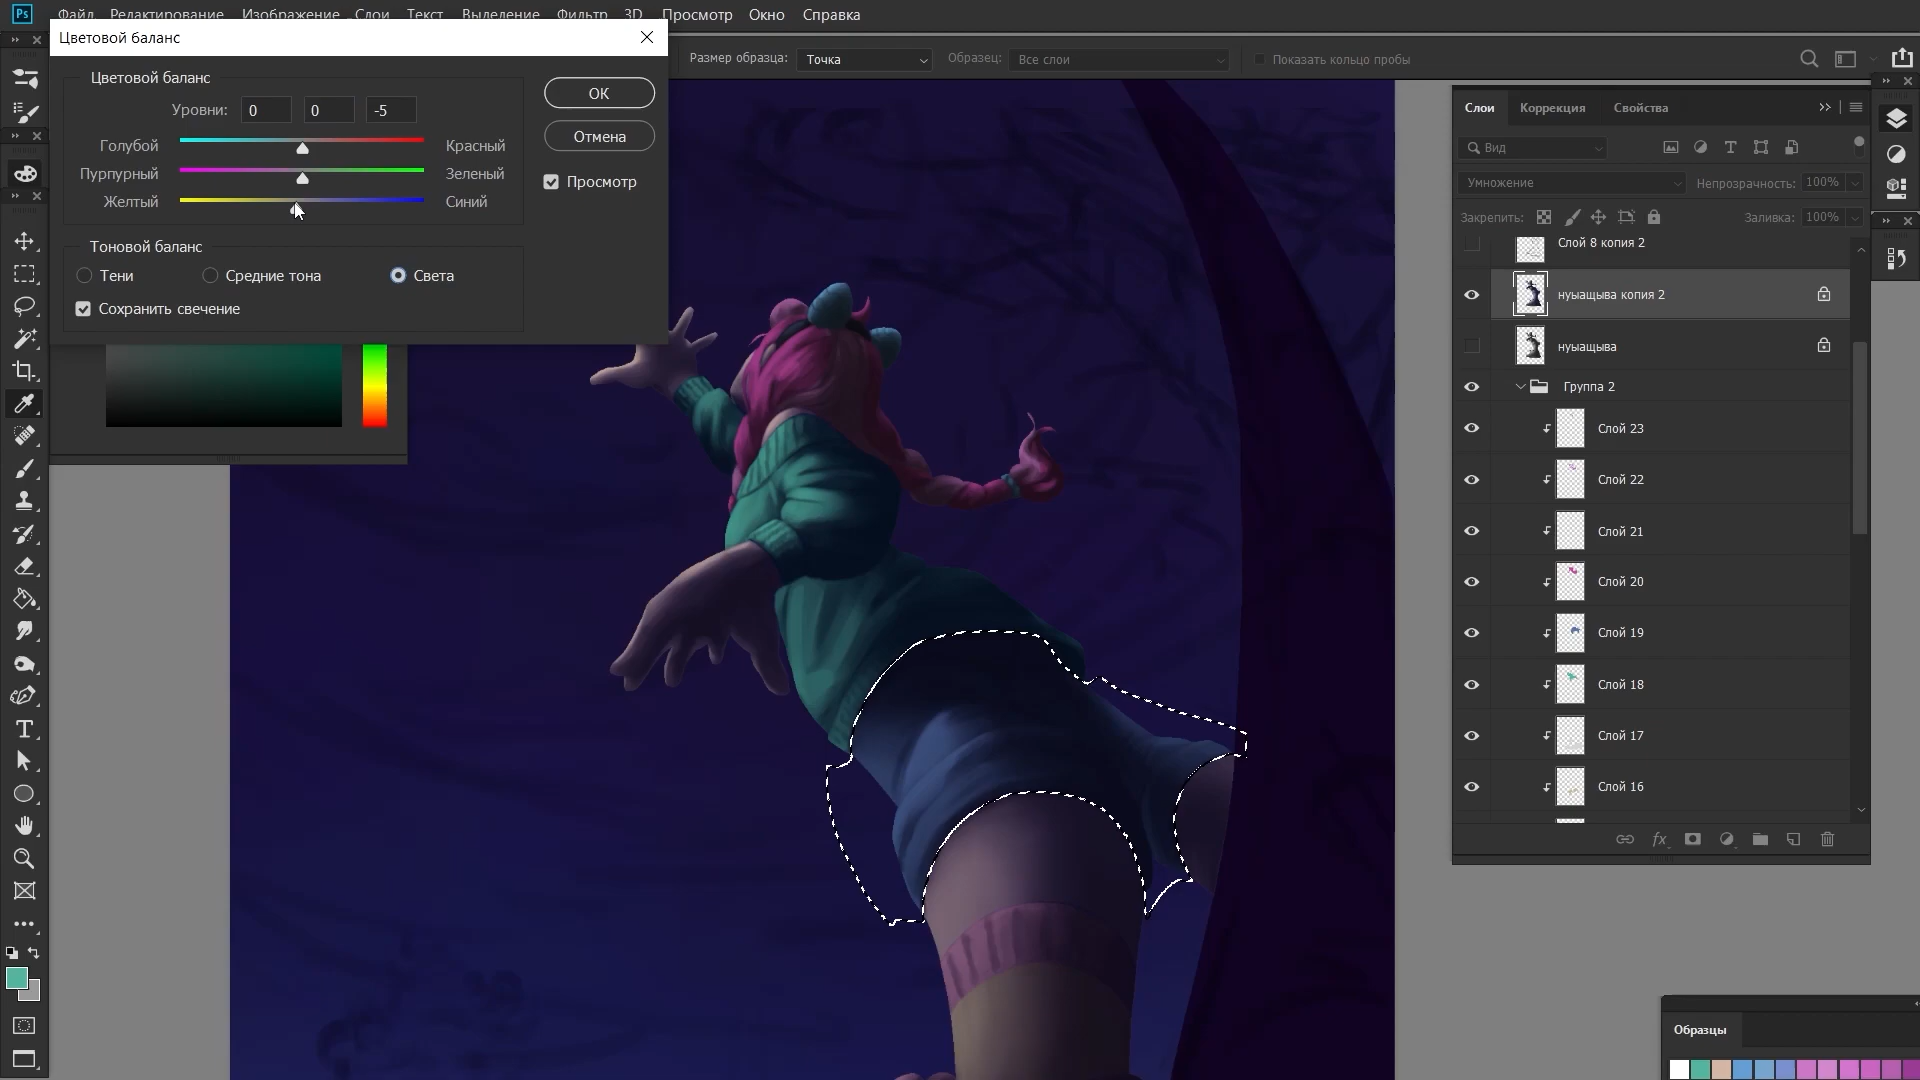 Ps
Файл Редактирование Изображение Слои Текст Выделение Фильтр 3D Просмотр Окно Справка
Цветовой баланс
Размер образца: Точка Образец: Все слои Показать кольцо пробы
Цветовой баланс
Уровни: 0 0 -5
Голубой Красный
Пурпурный Зеленый
Желтый Синий
OK
Отмена
Просмотр
Тоновой баланс
Тени Средние тона Света
Сохранить свечение
Слои Коррекция Свойства
Вид
Умножение Непрозрачность: 100%
Закрепить: Заливка: 100%
Слой 8 копия 2
нуыащыва копия 2
нуыащыва
Группа 2
Слой 23
Слой 22
Слой 21
Слой 20
Слой 19
Слой 18
Слой 17
Слой 16
fx
Образцы